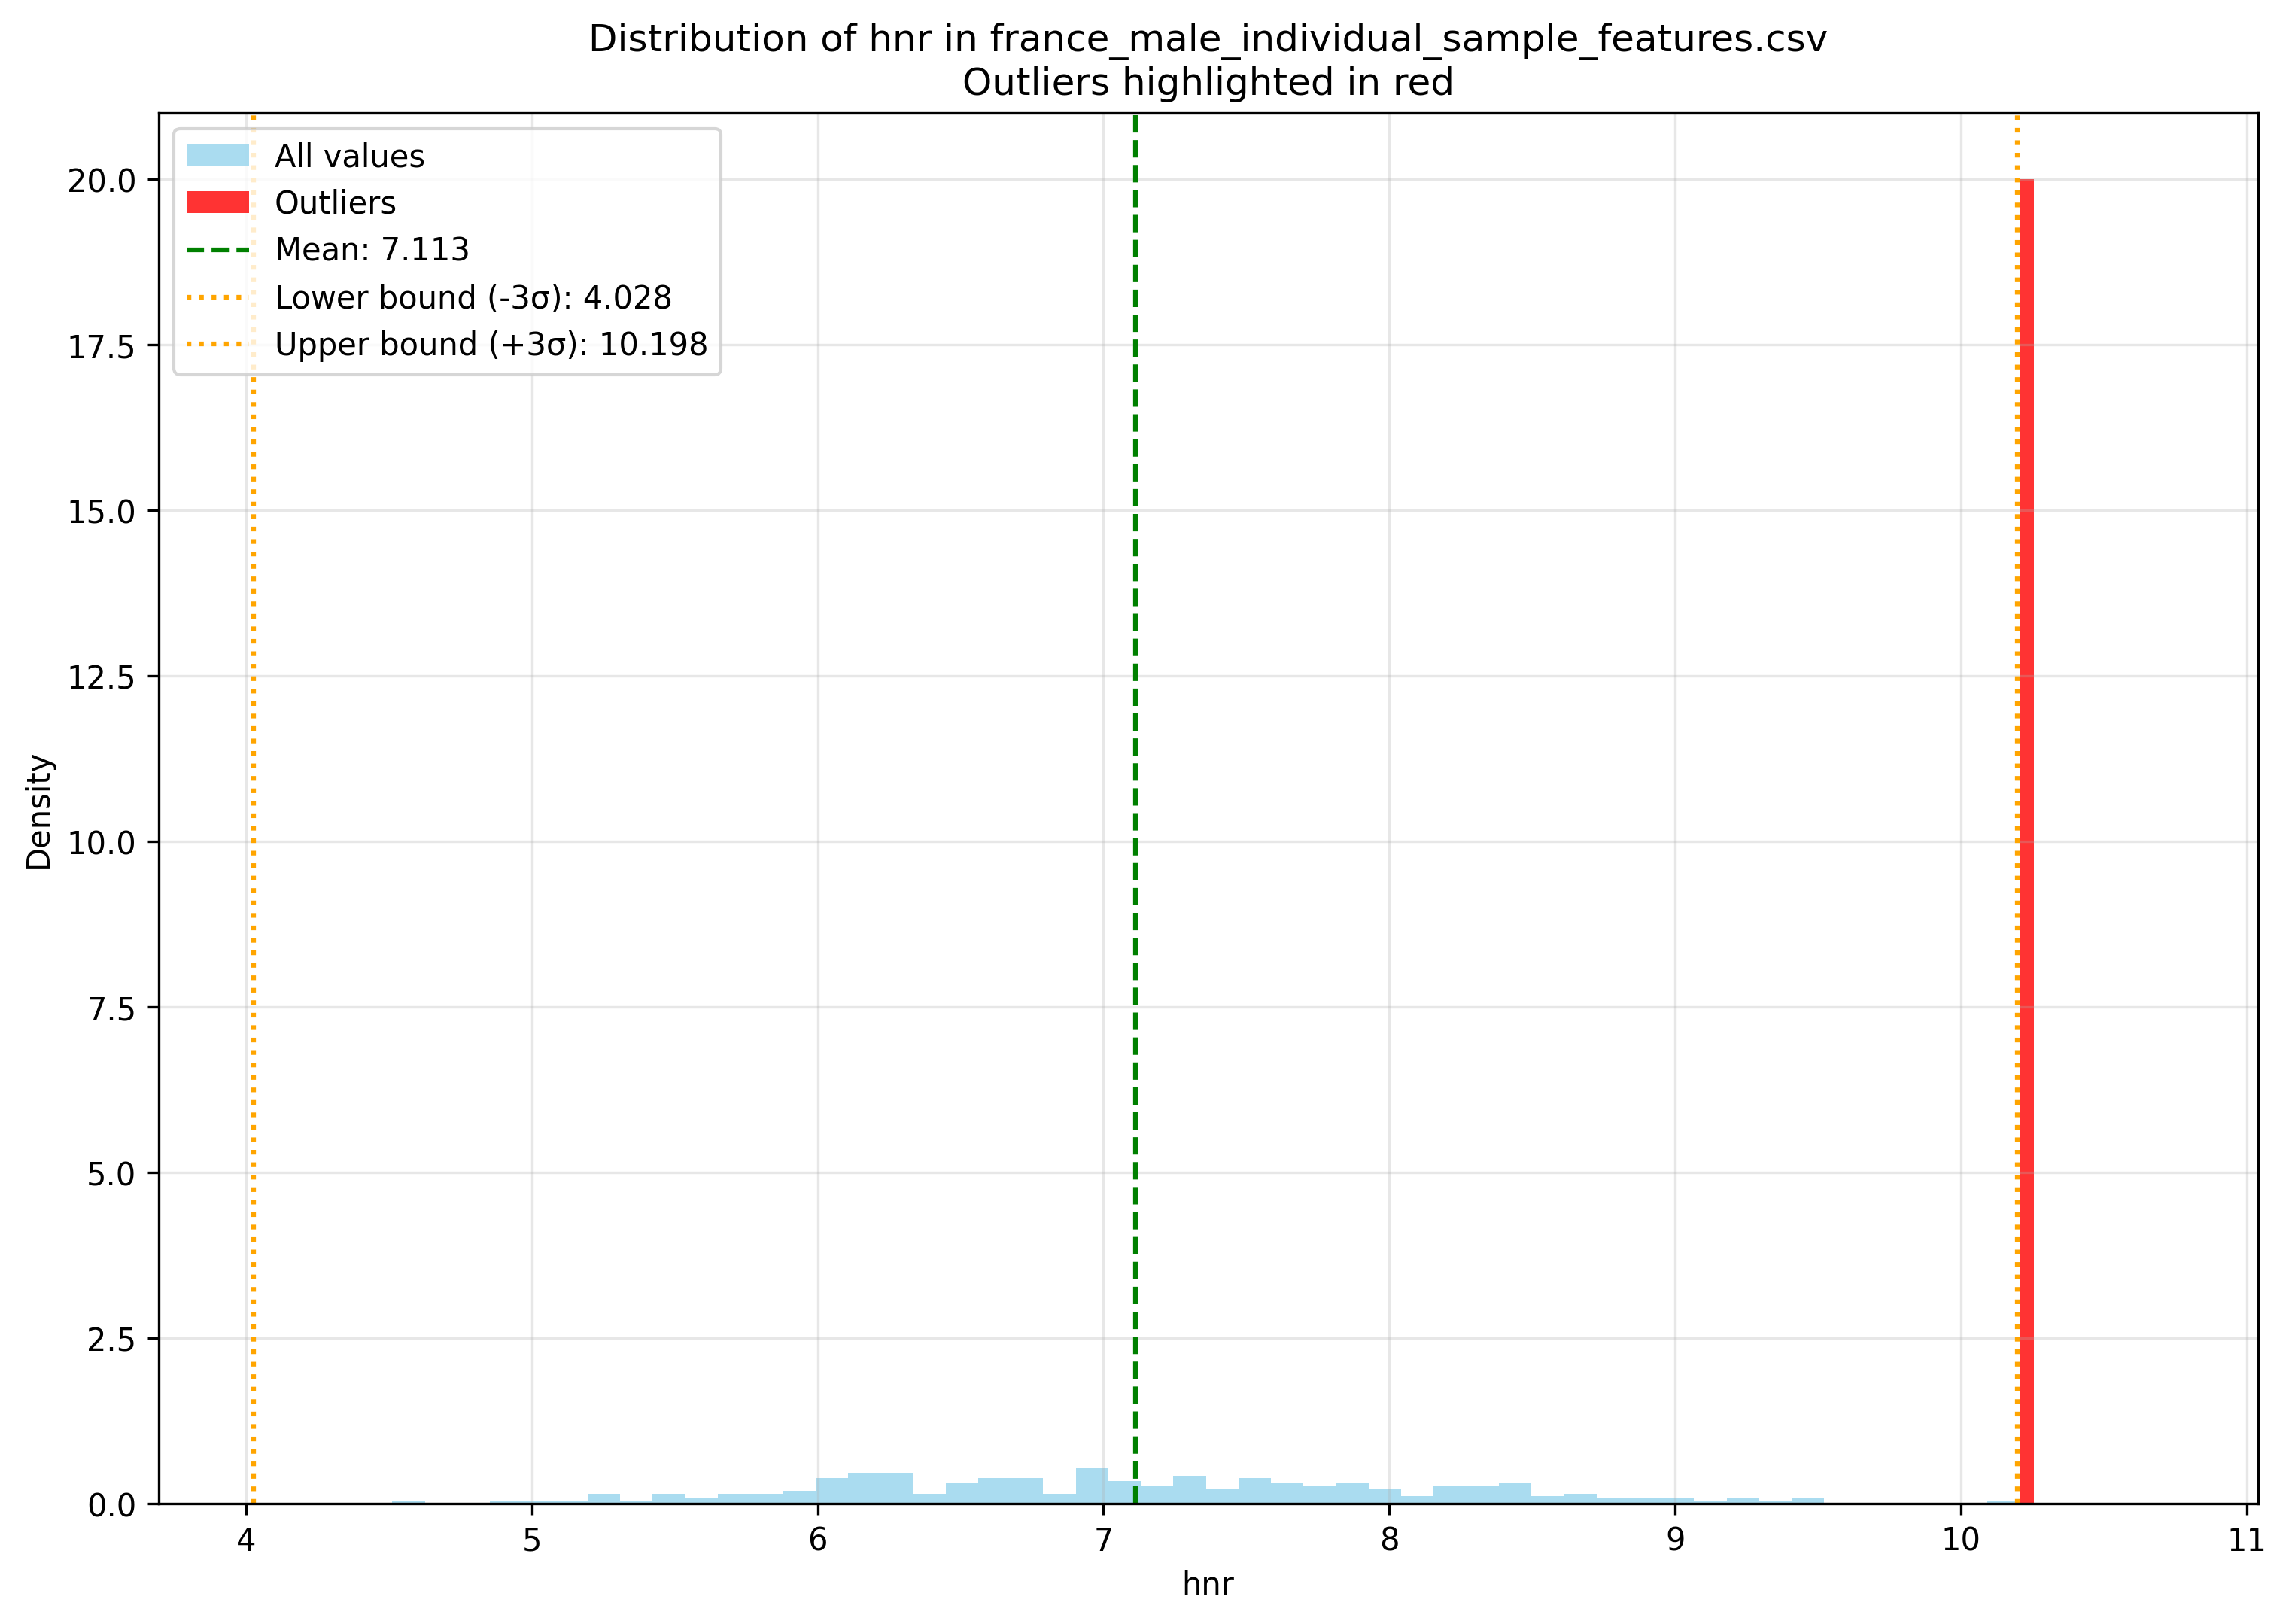 Distribution of hnr in france_male_individual_sample_features.csv
Outliers highlighted in red
All values
Outliers
Mean: 7.113
Lower bound (-3σ): 4.028
Upper bound (+3σ): 10.198
20.0
17.5
15.0
12.5
10.0
7.5
5.0
2.5
0.0
Density
4 5 6 7 8 9 10 11
hnr